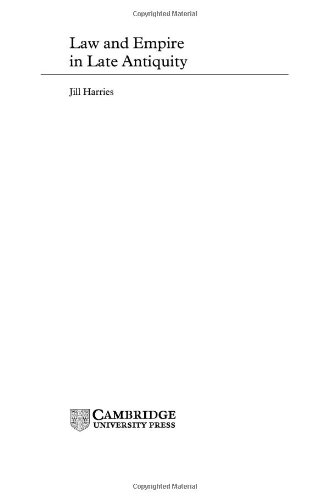 Copyrighted Material
Law and Empire
in Late Antiquity
Jill Harries
CAMBRIDGE
UNIVERSITY PRESS
Copyrighted Material